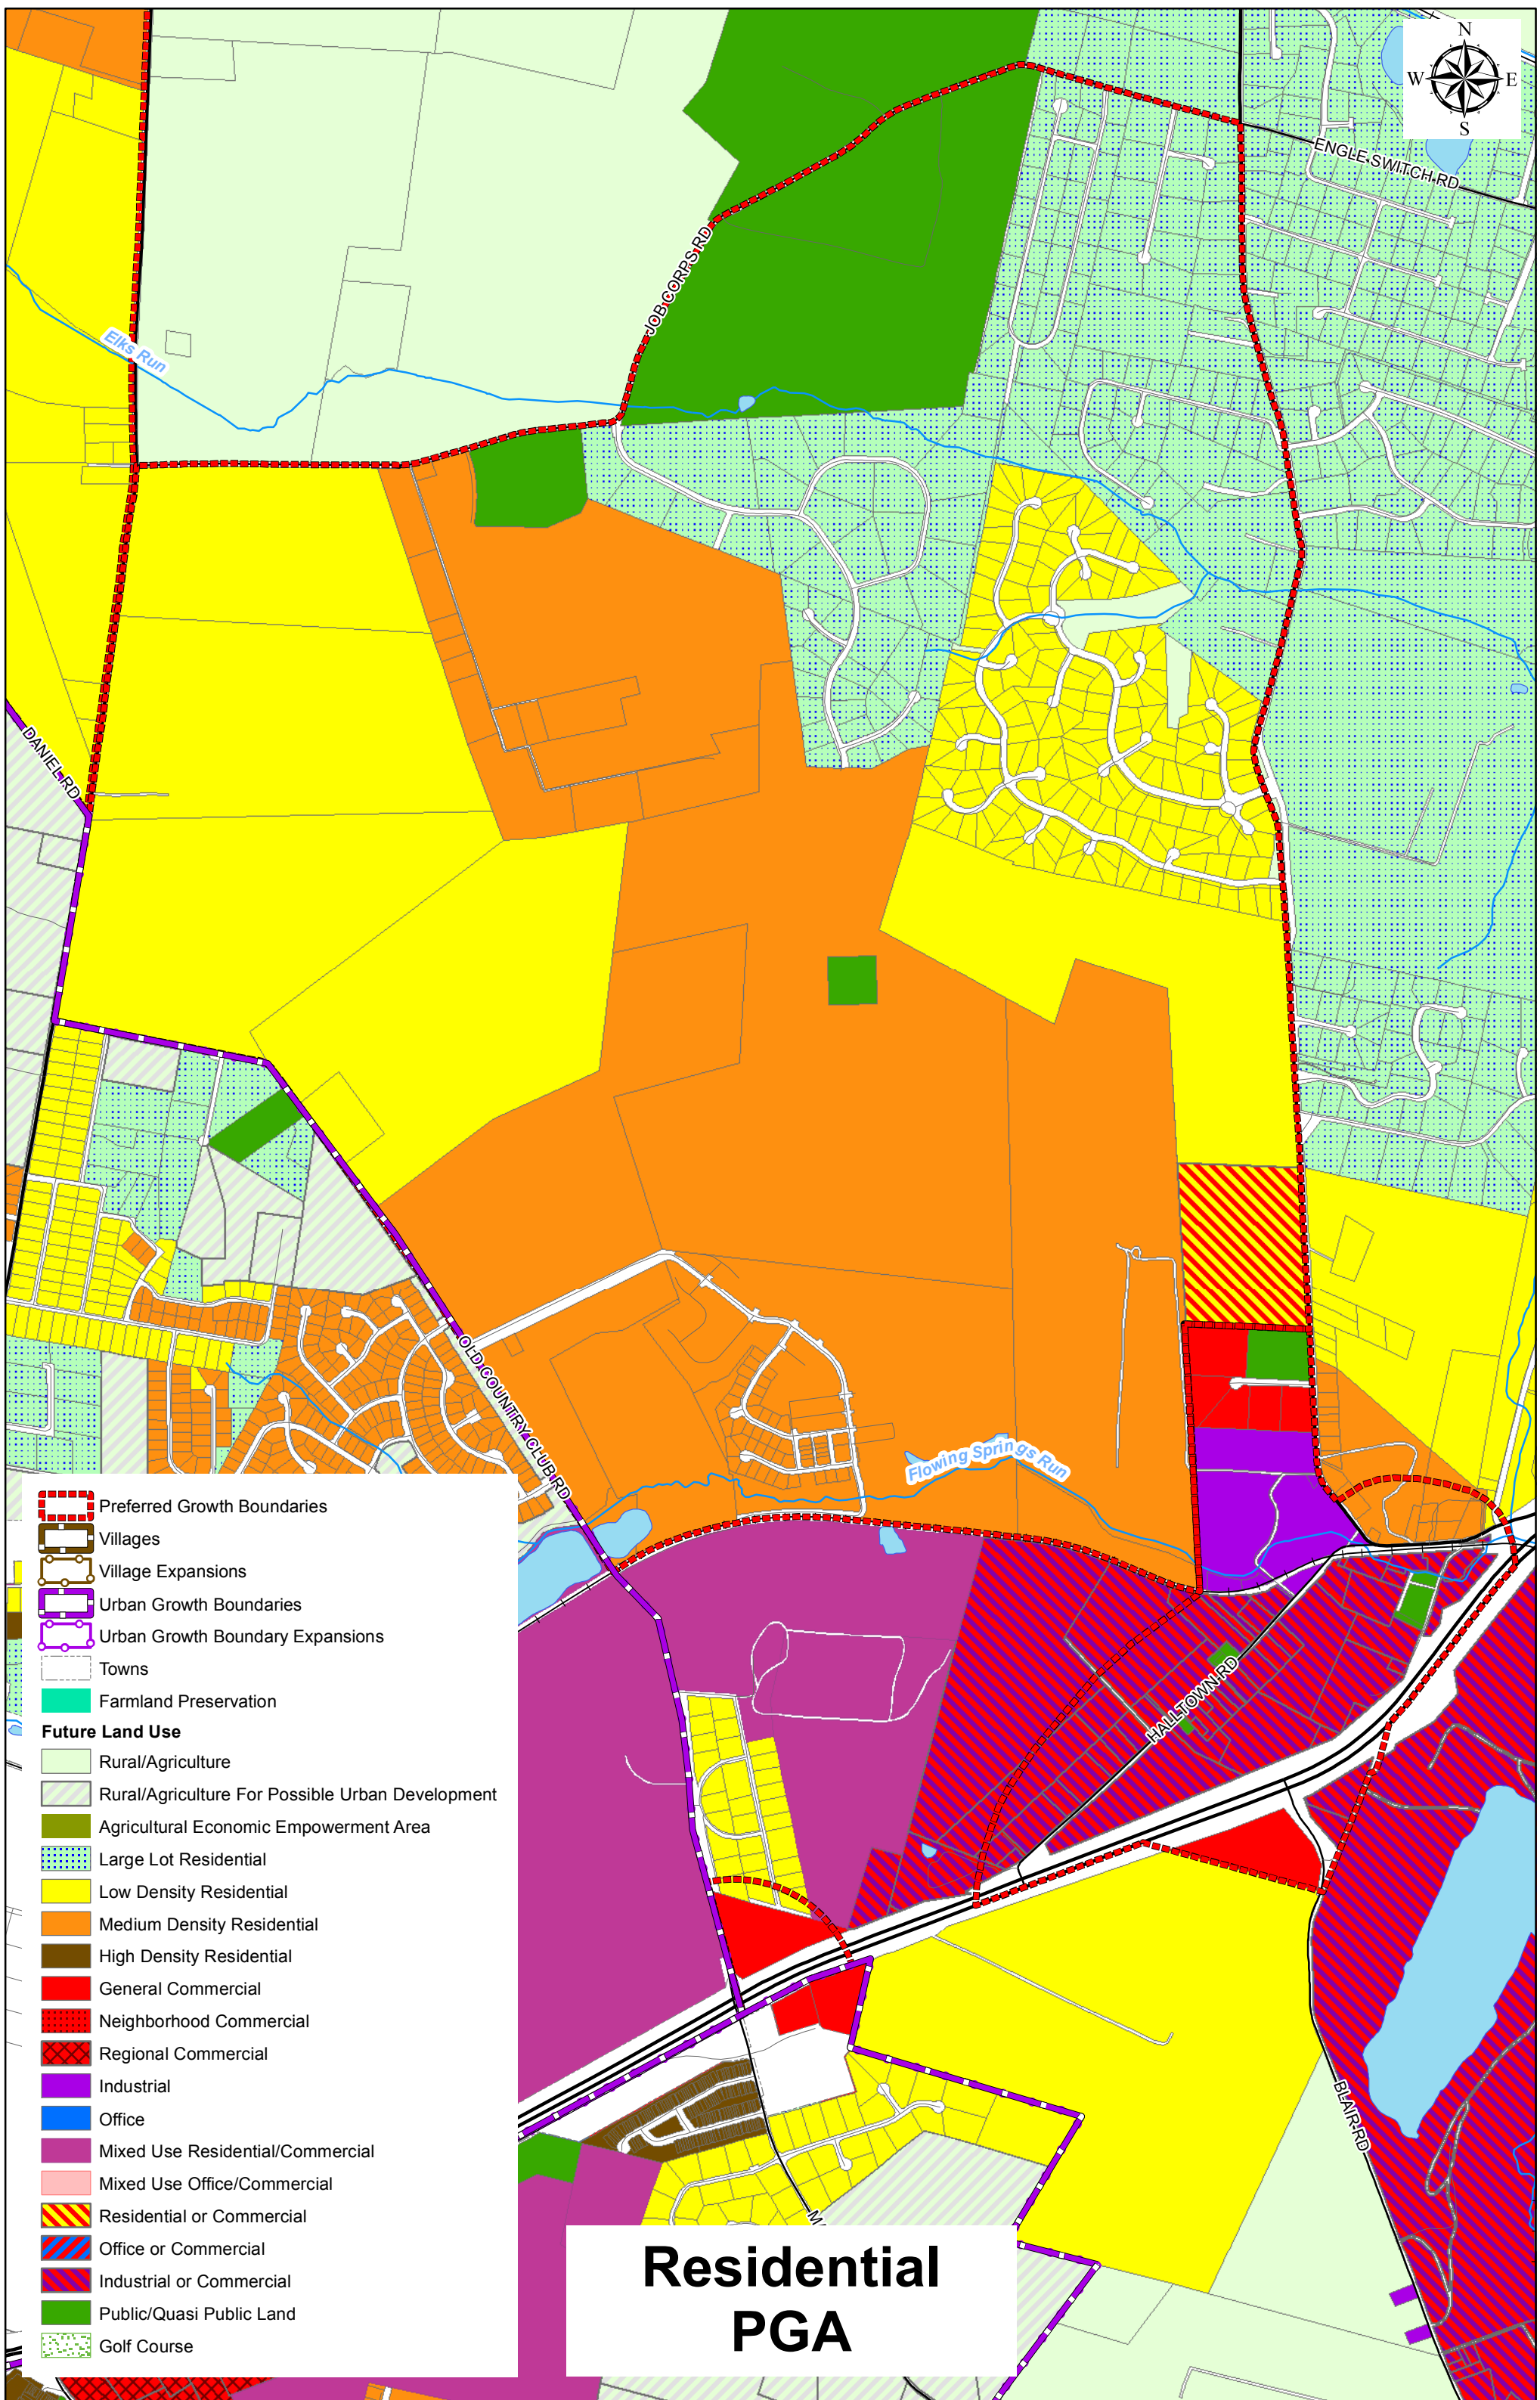 N
W E
S
ENGLE SWITCH RD
JOB CORPS RD
Elks Run
DANIEL RD
OLD COUNTRY CLUB RD
Flowing Springs Run
HALLTOWN RD
BLAIR RD
Preferred Growth Boundaries
Villages
Village Expansions
Urban Growth Boundaries
Urban Growth Boundary Expansions
Towns
Farmland Preservation
Future Land Use
Rural/Agriculture
Rural/Agriculture For Possible Urban Development
Agricultural Economic Empowerment Area
Large Lot Residential
Low Density Residential
Medium Density Residential
High Density Residential
General Commercial
Neighborhood Commercial
Regional Commercial
Industrial
Office
Mixed Use Residential/Commercial
Mixed Use Office/Commercial
Residential or Commercial
Office or Commercial
Industrial or Commercial
Public/Quasi Public Land
Golf Course
Residential
PGA